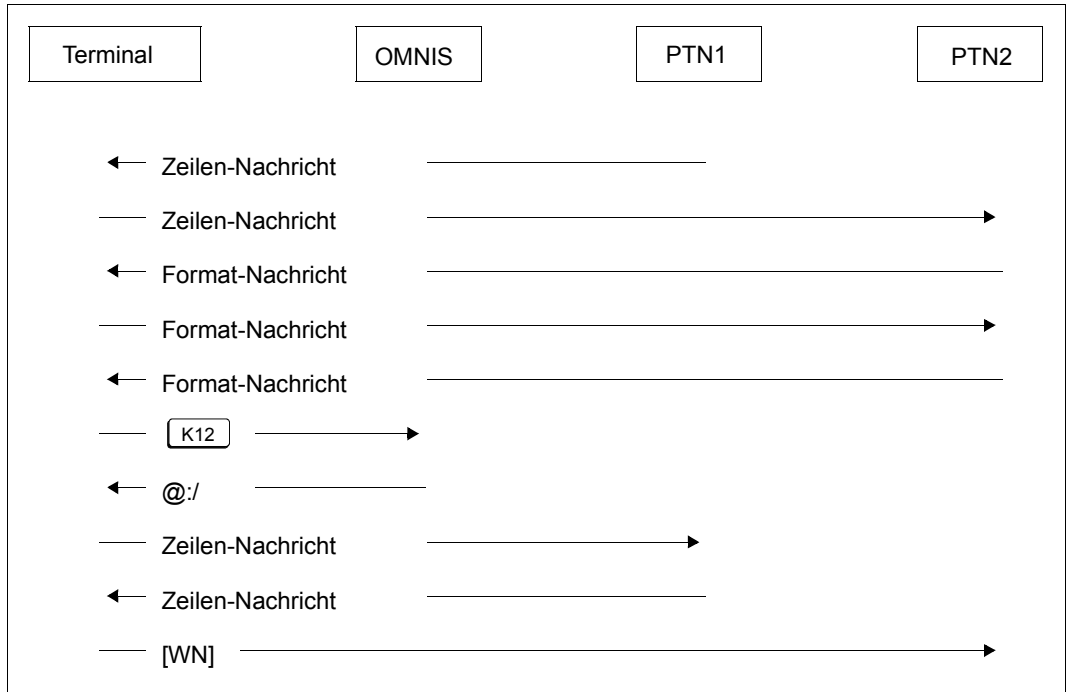 Terminal OMNIS PTN1 PTN2
Zeilen-Nachricht
Zeilen-Nachricht
Format-Nachricht
Format-Nachricht
Format-Nachricht
K12
@:/
Zeilen-Nachricht
Zeilen-Nachricht
[WN]